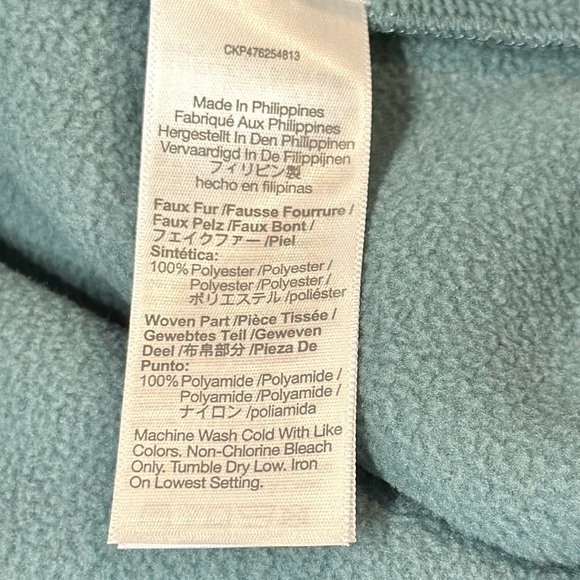 CKP476254813
Made In Philippines
Fabriqué Aux Philippines
Hergestellt In Den Philippinen
Vervaardigd In De Filippijnen
フィリピン製
hecho en filipinas
Faux Fur /Fausse Fourrure /
Faux Pelz /Faux Bont /
フェイクファー /Piel
Sintética:
100% Polyester /Polyester /
Polyester /Polyester /
ポリエステル /poliéster
Woven Part /Pièce Tissée /
Gewebtes Teil /Geweven
Deel /布帛部分 /Pieza De
Punto:
100% Polyamide /Polyamide /
Polyamide /Polyamide /
ナイロン /poliamida
Machine Wash Cold With Like
Colors. Non-Chlorine Bleach
Only. Tumble Dry Low. Iron
On Lowest Setting.